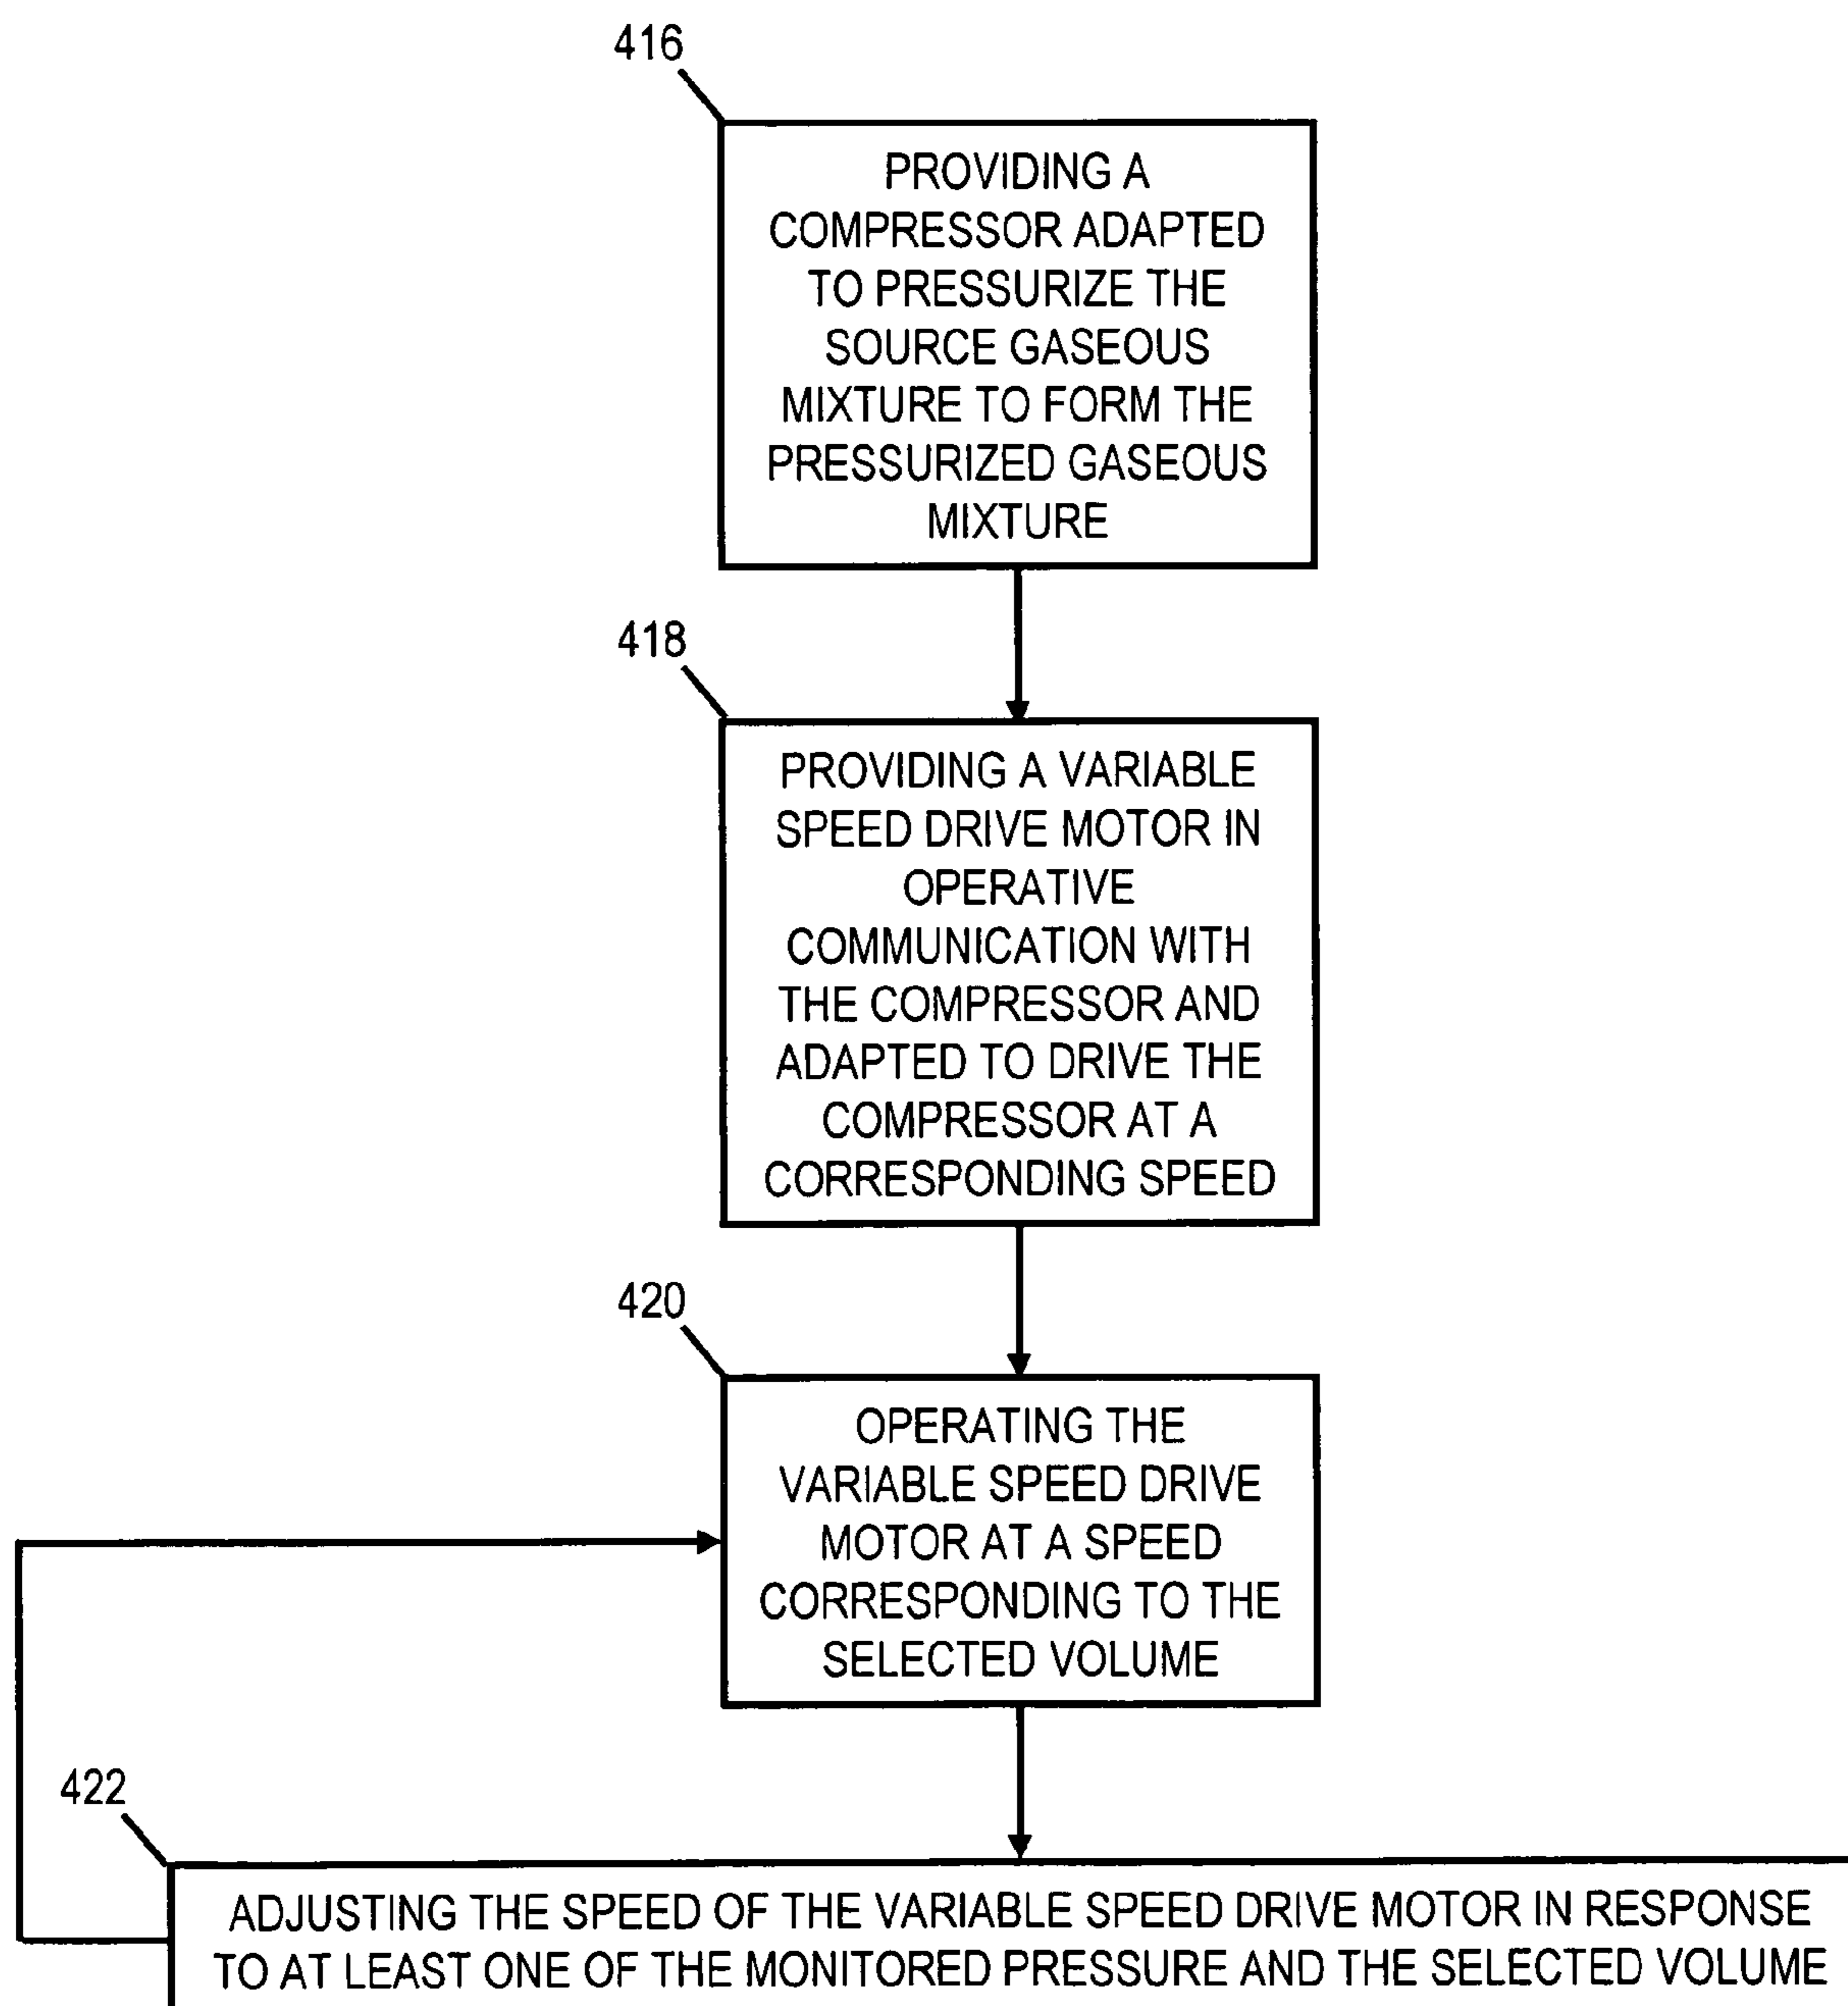 416
PROVIDING A
COMPRESSOR ADAPTED
TO PRESSURIZE THE
SOURCE GASEOUS
MIXTURE TO FORM THE
PRESSURIZED GASEOUS
MIXTURE
418
PROVIDING A VARIABLE
SPEED DRIVE MOTOR IN
OPERATIVE
COMMUNICATION WITH
THE COMPRESSOR AND
ADAPTED TO DRIVE THE
COMPRESSOR AT A
CORRESPONDING SPEED
420
OPERATING THE
VARIABLE SPEED DRIVE
MOTOR AT A SPEED
CORRESPONDING TO THE
SELECTED VOLUME
422
ADJUSTING THE SPEED OF THE VARIABLE SPEED DRIVE MOTOR IN RESPONSE
TO AT LEAST ONE OF THE MONITORED PRESSURE AND THE SELECTED VOLUME